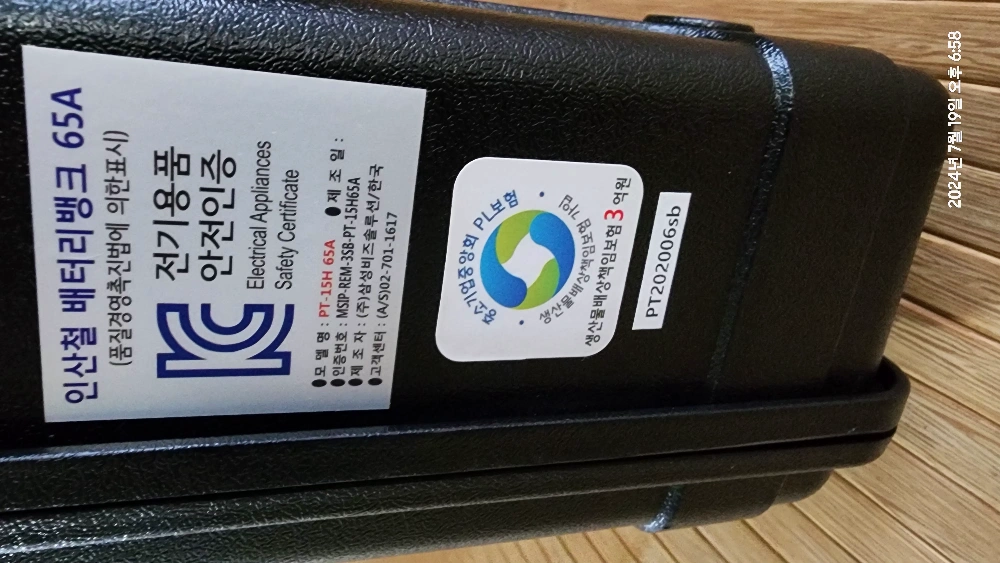 인산철 배터리뱅크 65A
(품질경영촉진법에 의한표시)
전기용품
안전인증
Electrical Appliances
Safety Certificate
●모 델 명 : PT-15H 65A ●제 조 일 :
●인증번호 : MSIP-REM-3SB-PT-15H65A
●제 조 자 : (주)삼성비즈솔루션/한국
●고객센터 : (A/S)02-701-1617
중소기업중앙회 PL보험
생산물배상책임보험 가입
생산물배상책임보험 3억원
PT202006sb
2024년 7월 19일 오후 6:58